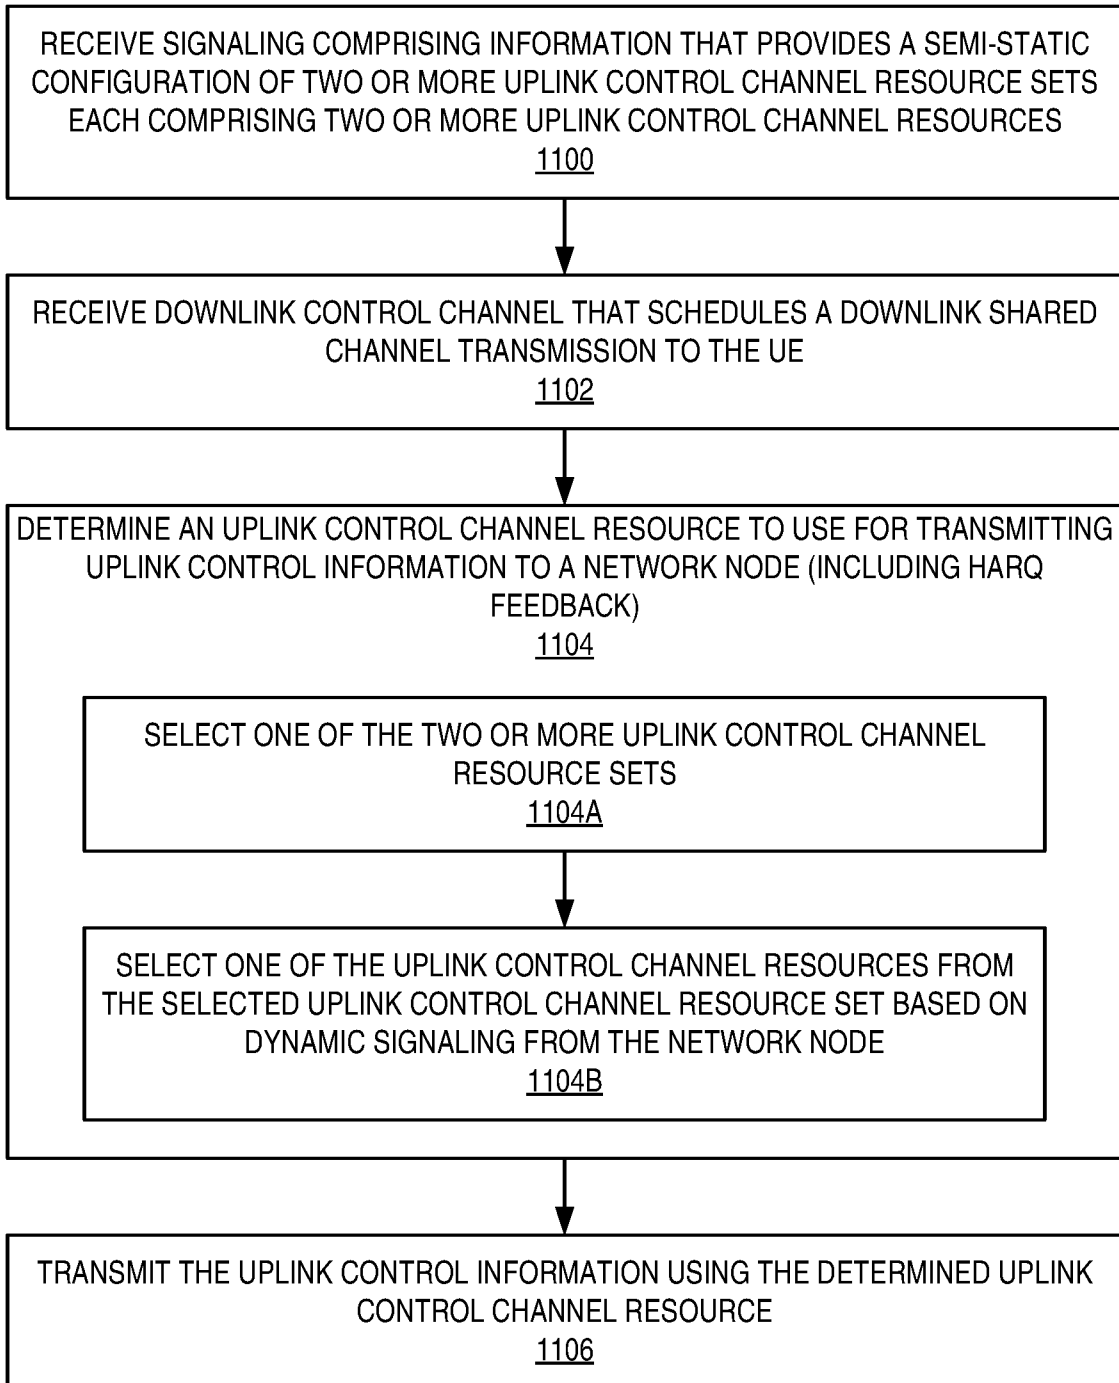 RECEIVE SIGNALING COMPRISING INFORMATION THAT PROVIDES A SEMI-STATIC
CONFIGURATION OF TWO OR MORE UPLINK CONTROL CHANNEL RESOURCE SETS
EACH COMPRISING TWO OR MORE UPLINK CONTROL CHANNEL RESOURCES
1100
RECEIVE DOWNLINK CONTROL CHANNEL THAT SCHEDULES A DOWNLINK SHARED
CHANNEL TRANSMISSION TO THE UE
1102
DETERMINE AN UPLINK CONTROL CHANNEL RESOURCE TO USE FOR TRANSMITTING
UPLINK CONTROL INFORMATION TO A NETWORK NODE (INCLUDING HARQ
FEEDBACK)
1104
SELECT ONE OF THE TWO OR MORE UPLINK CONTROL CHANNEL
RESOURCE SETS
1104A
SELECT ONE OF THE UPLINK CONTROL CHANNEL RESOURCES FROM
THE SELECTED UPLINK CONTROL CHANNEL RESOURCE SET BASED ON
DYNAMIC SIGNALING FROM THE NETWORK NODE
1104B
TRANSMIT THE UPLINK CONTROL INFORMATION USING THE DETERMINED UPLINK
CONTROL CHANNEL RESOURCE
1106